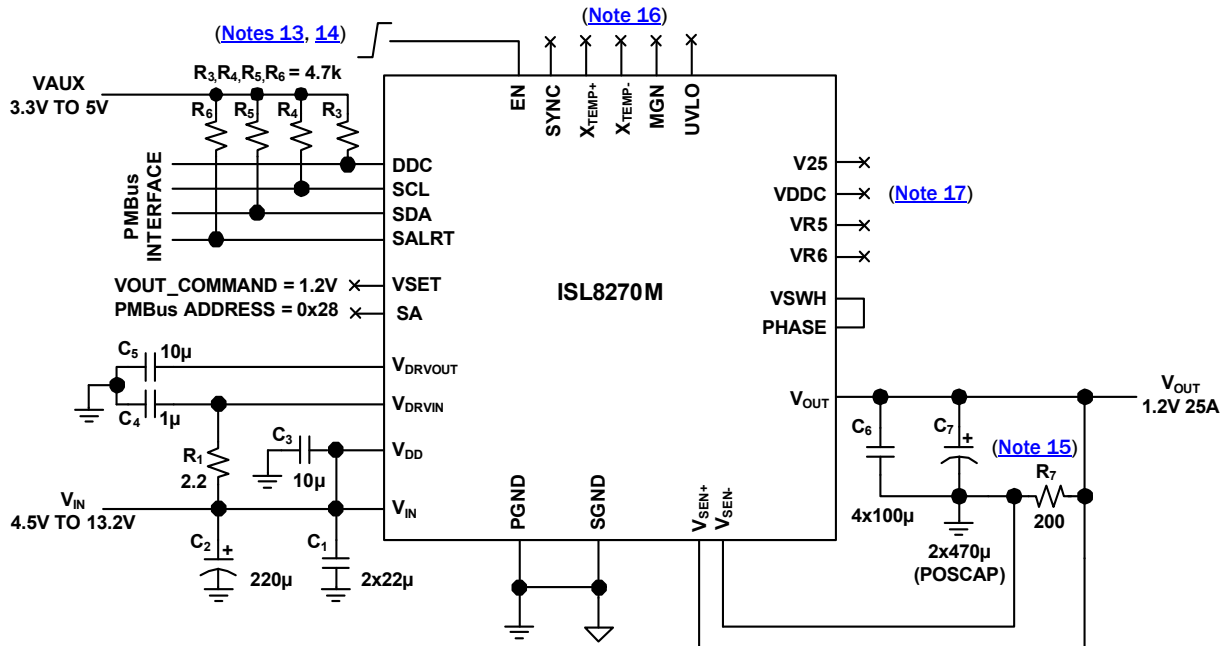 (Notes 13, 14)
(Note 16)
R3,R4,R5,R6 = 4.7k
VAUX
3.3V TO 5V
R6
R5
R4
R3
EN
SYNC
XTEMP+
XTEMP-
MGN
UVLO
PMBus
INTERFACE
DDC
SCL
SDA
SALRT
V25
VDDC
(Note 17)
VR5
VR6
VOUT_COMMAND = 1.2V
VSET
PMBus ADDRESS = 0x28
SA
ISL8270M
VSWH
PHASE
C5
10µ
VDRVOUT
C4
1µ
VDRVIN
VOUT
VOUT
1.2V 25A
R1
2.2
C3
10µ
VDD
C6
C7
+
(Note 15)
R7
200
VIN
4.5V TO 13.2V
VIN
PGND
SGND
VSEN+
VSEN-
4x100µ
2x470µ
(POSCAP)
C2
+
220µ
C1
2x22µ